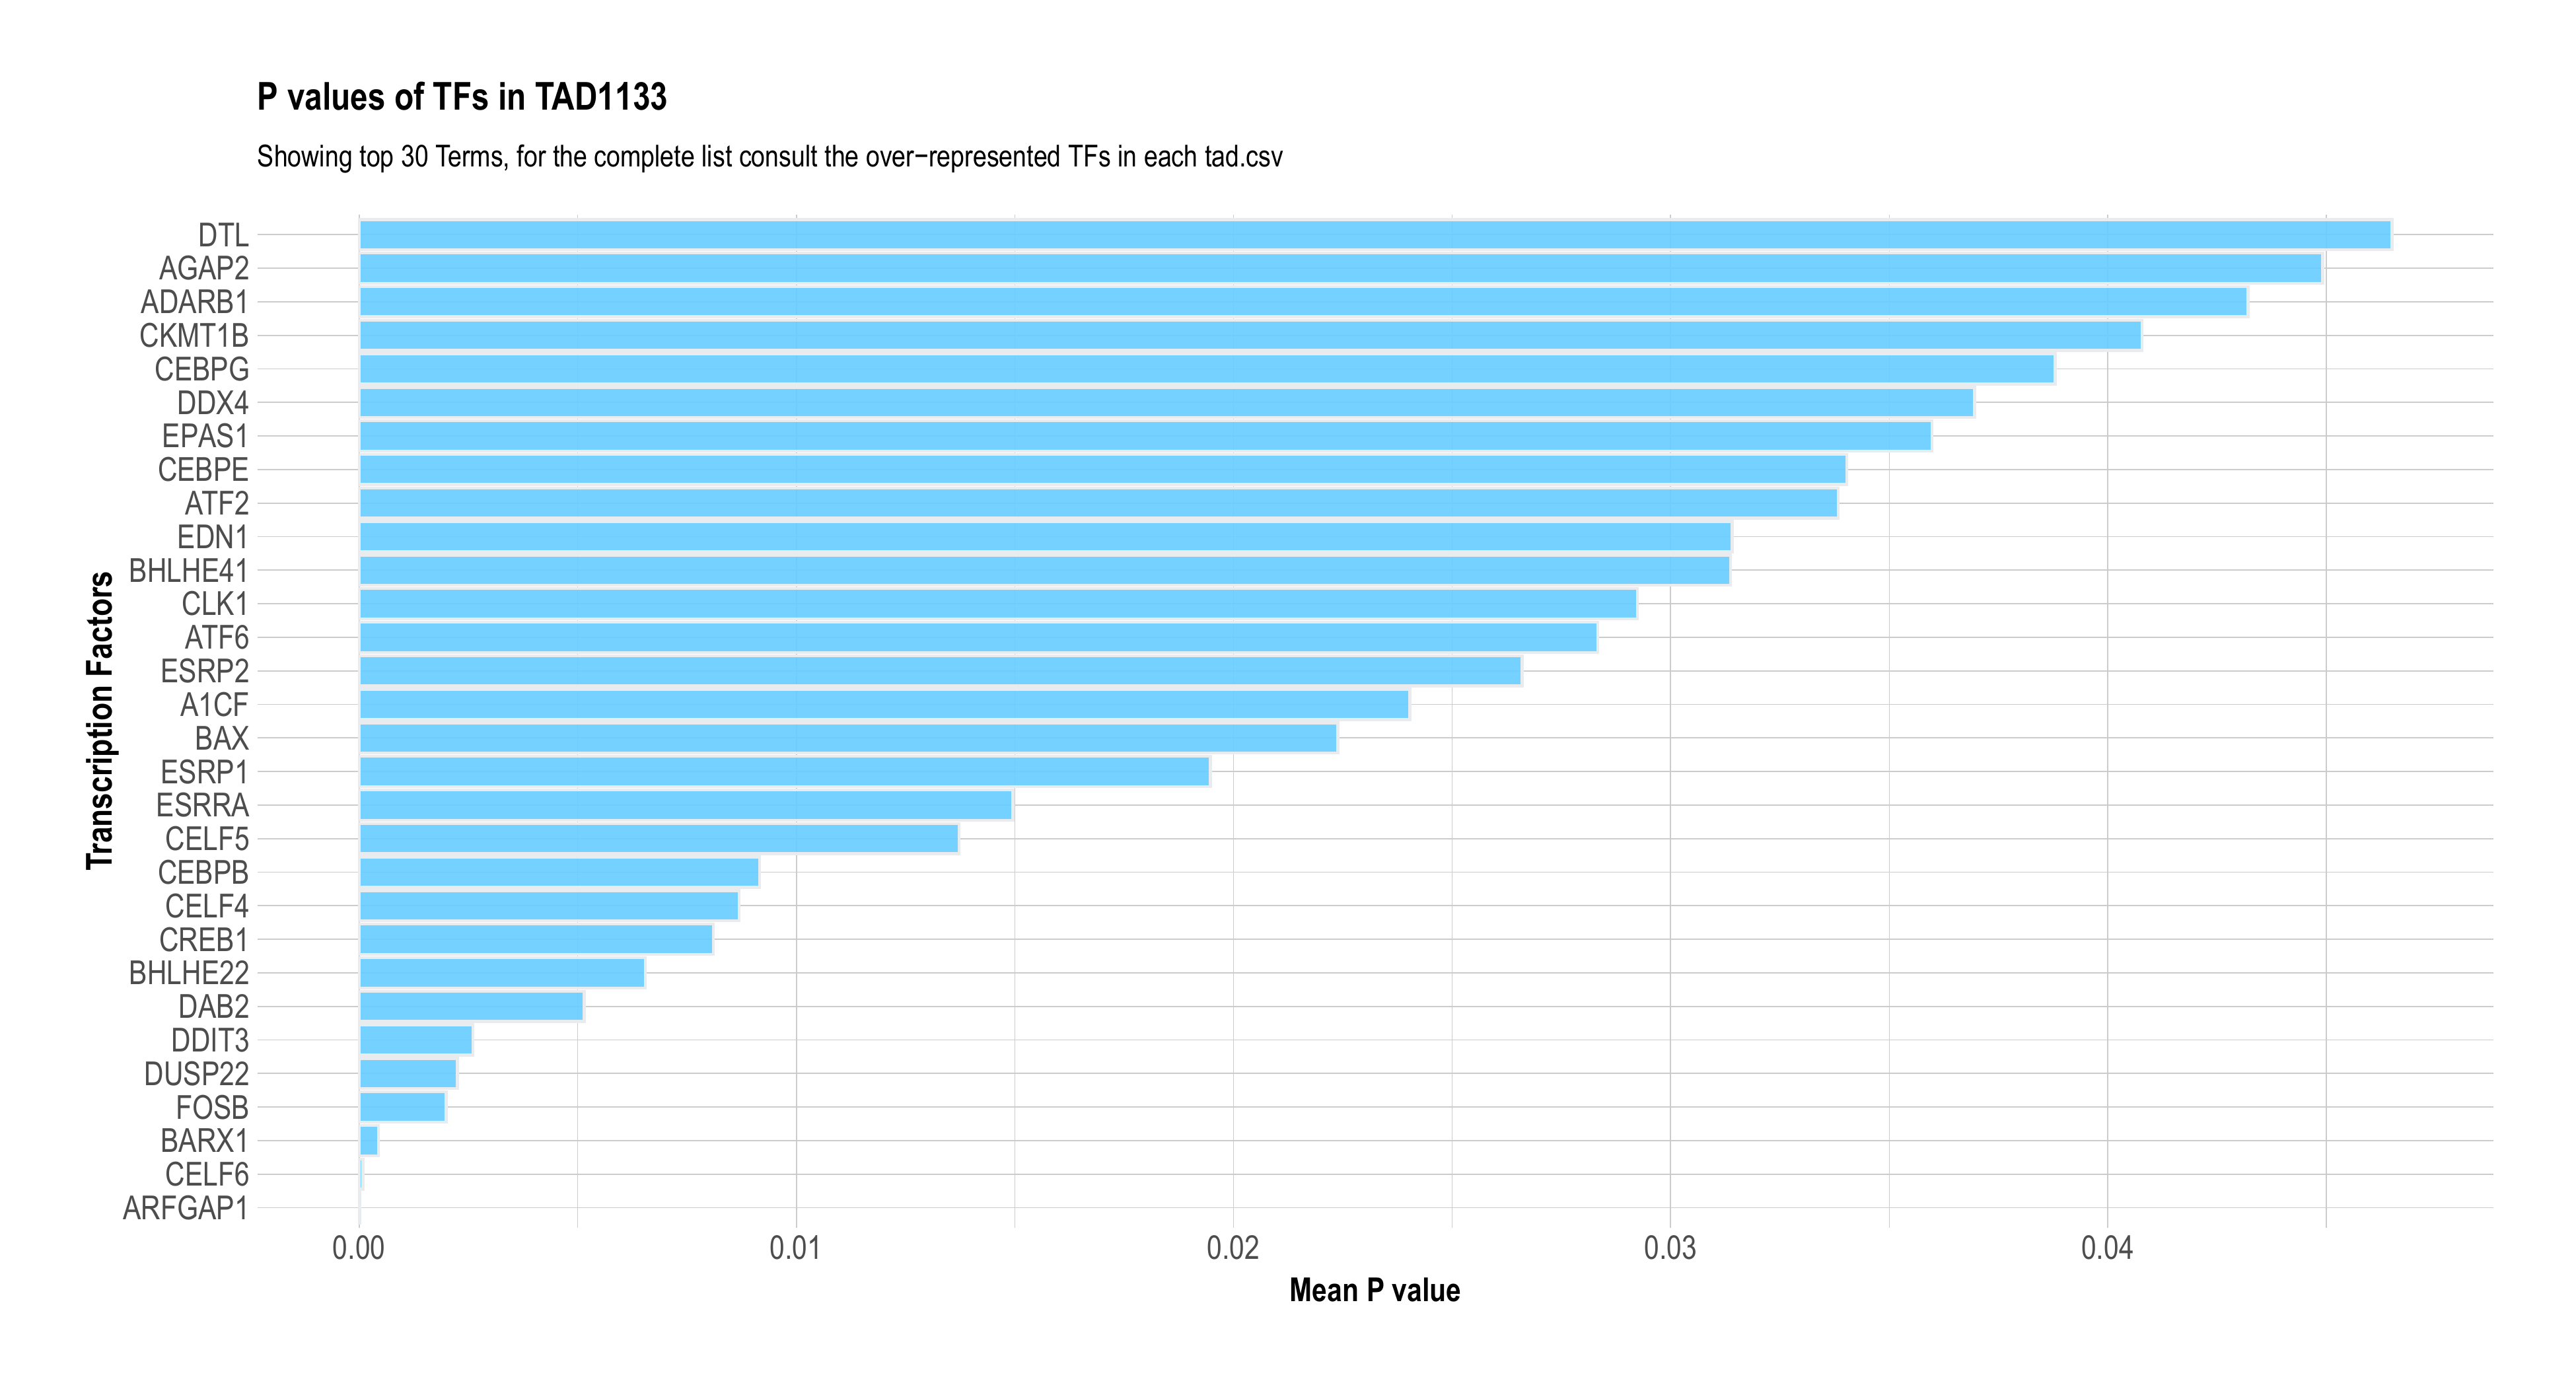 P values of TFs in TAD1133
Showing top 30 Terms, for the complete list consult the over−represented TFs in each tad.csv
Transcription Factors
DTL
AGAP2
ADARB1
CKMT1B
CEBPG
DDX4
EPAS1
CEBPE
ATF2
EDN1
BHLHE41
CLK1
ATF6
ESRP2
A1CF
BAX
ESRP1
ESRRA
CELF5
CEBPB
CELF4
CREB1
BHLHE22
DAB2
DDIT3
DUSP22
FOSB
BARX1
CELF6
ARFGAP1
0.00 0.01 0.02 0.03 0.04
Mean P value